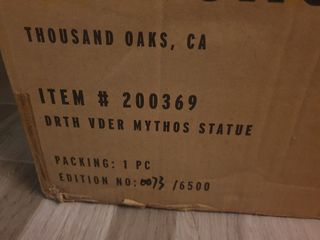 THOUSAND OAKS, CA
ITEM # 200369
DRTH VDER MYTHOS STATUE
PACKING: 1 PC
EDITION NO: 0073 /6500